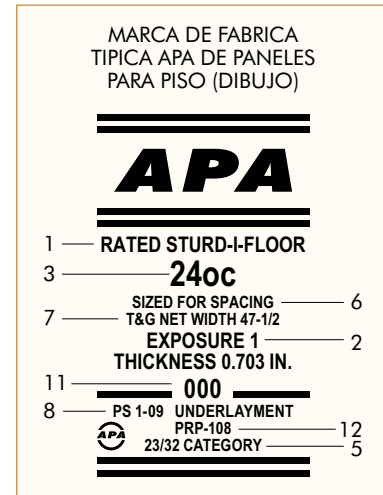 MARCA DE FABRICA
TIPICA APA DE PANELES
PARA PISO (DIBUJO)
APA
1 RATED STURD-I-FLOOR
3 24oc
SIZED FOR SPACING 6
7 T&G NET WIDTH 47-1/2
EXPOSURE 1 2
THICKNESS 0.703 IN.
11 000
8 PS 1-09 UNDERLAYMENT
APA PRP-108 12
23/32 CATEGORY 5